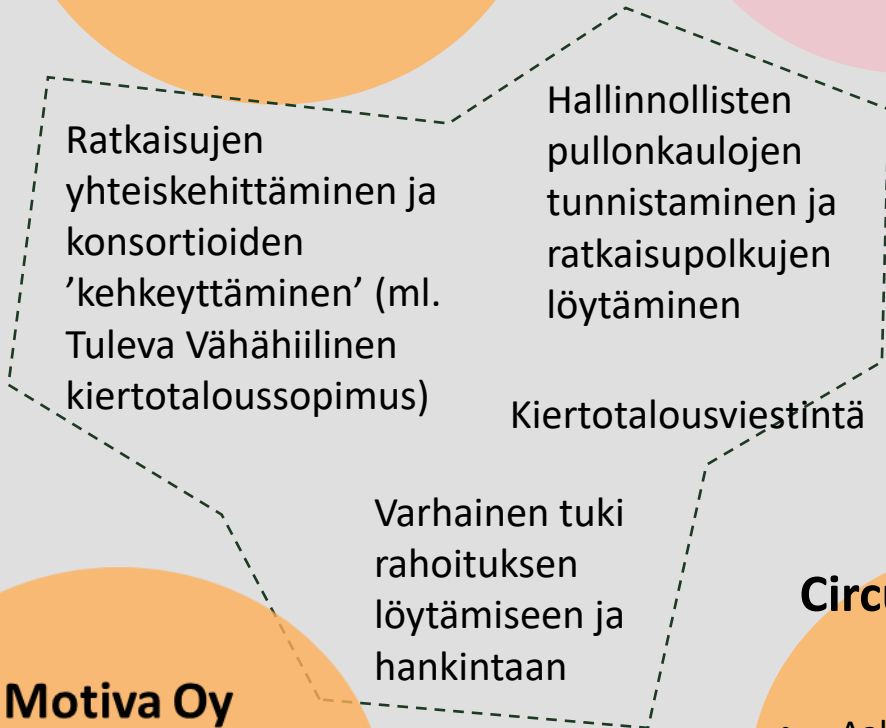 Ratkaisujen
yhteiskehittäminen ja
konsortioiden
’kehkeyttäminen’ (ml.
Tuleva Vähähiilinen
kiertotaloussopimus)
Hallinnollisten
pullonkaulojen
tunnistaminen ja
ratkaisupolkujen
löytäminen
Kiertotalousviestintä
Varhainen tuki
rahoituksen
löytämiseen ja
hankintaan
Motiva Oy